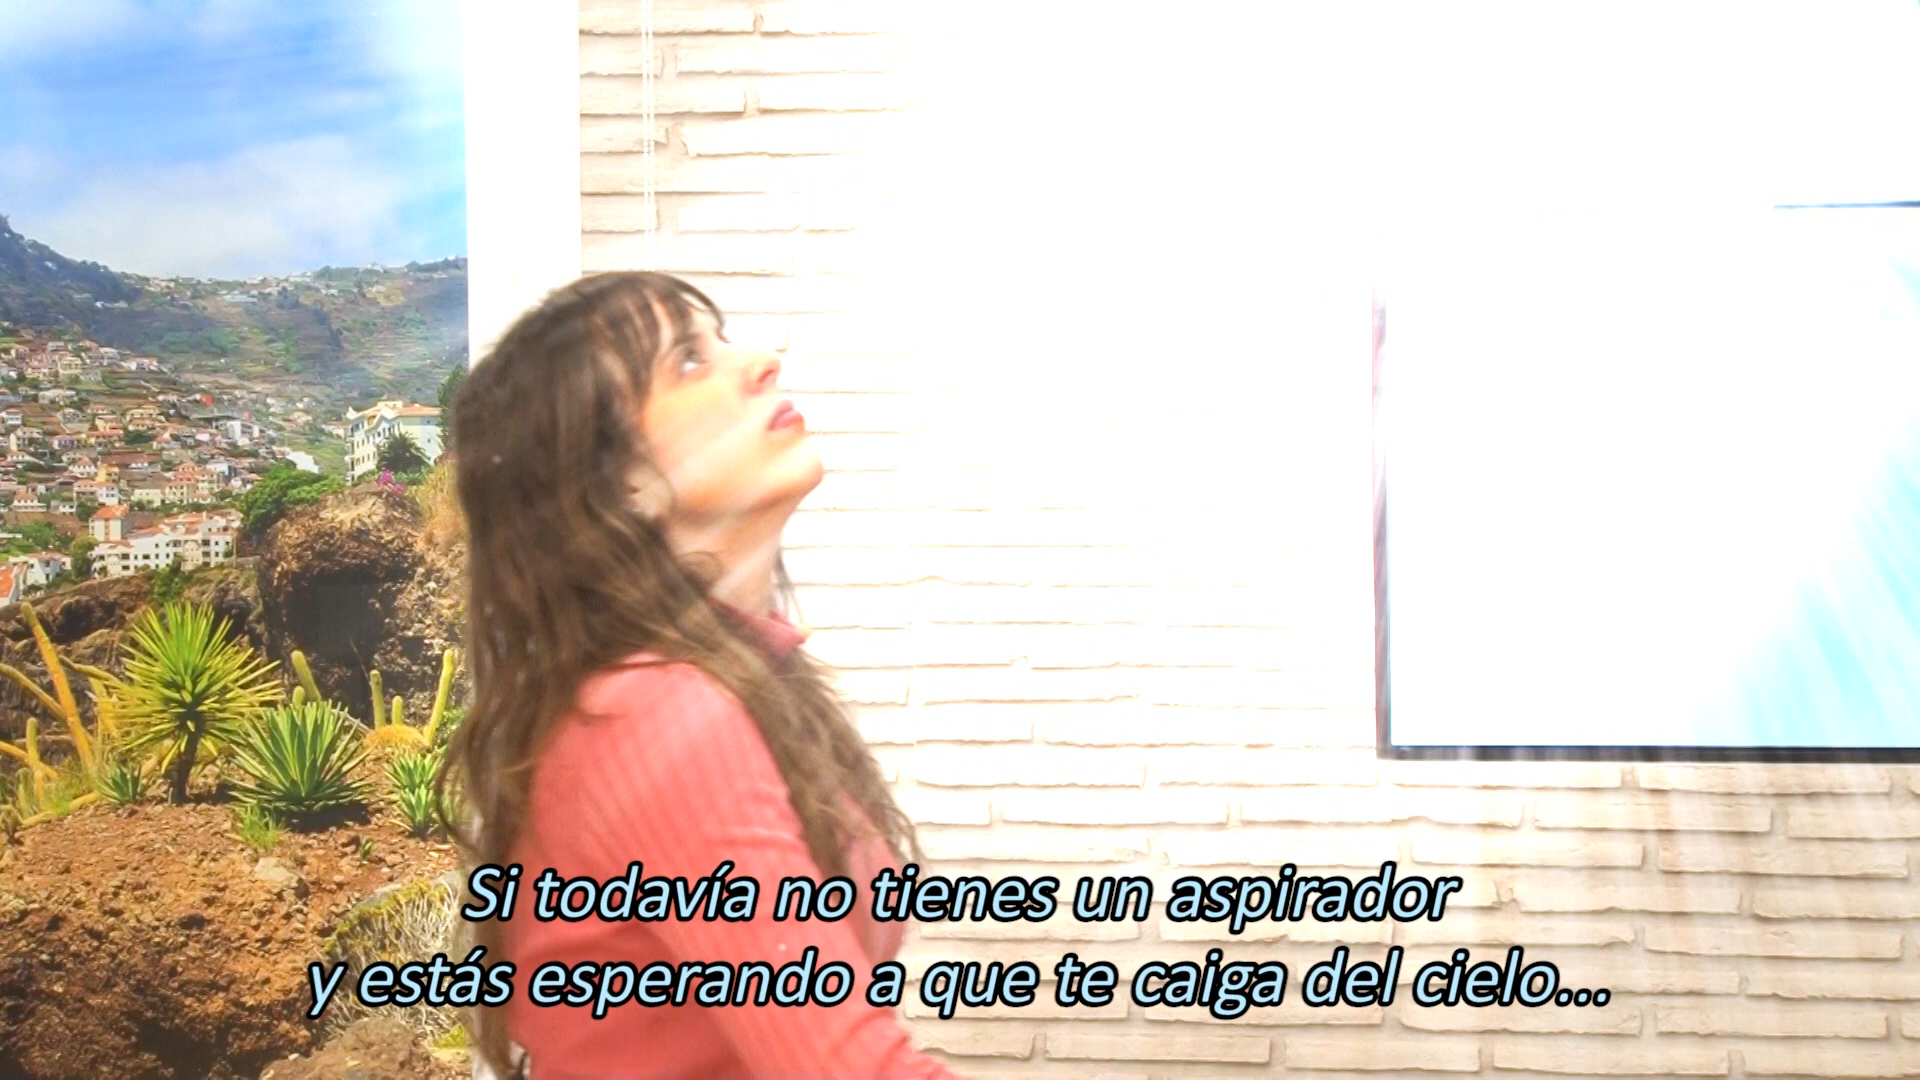 Si todavía no tienes un aspirador
y estás esperando a que te caiga del cielo...